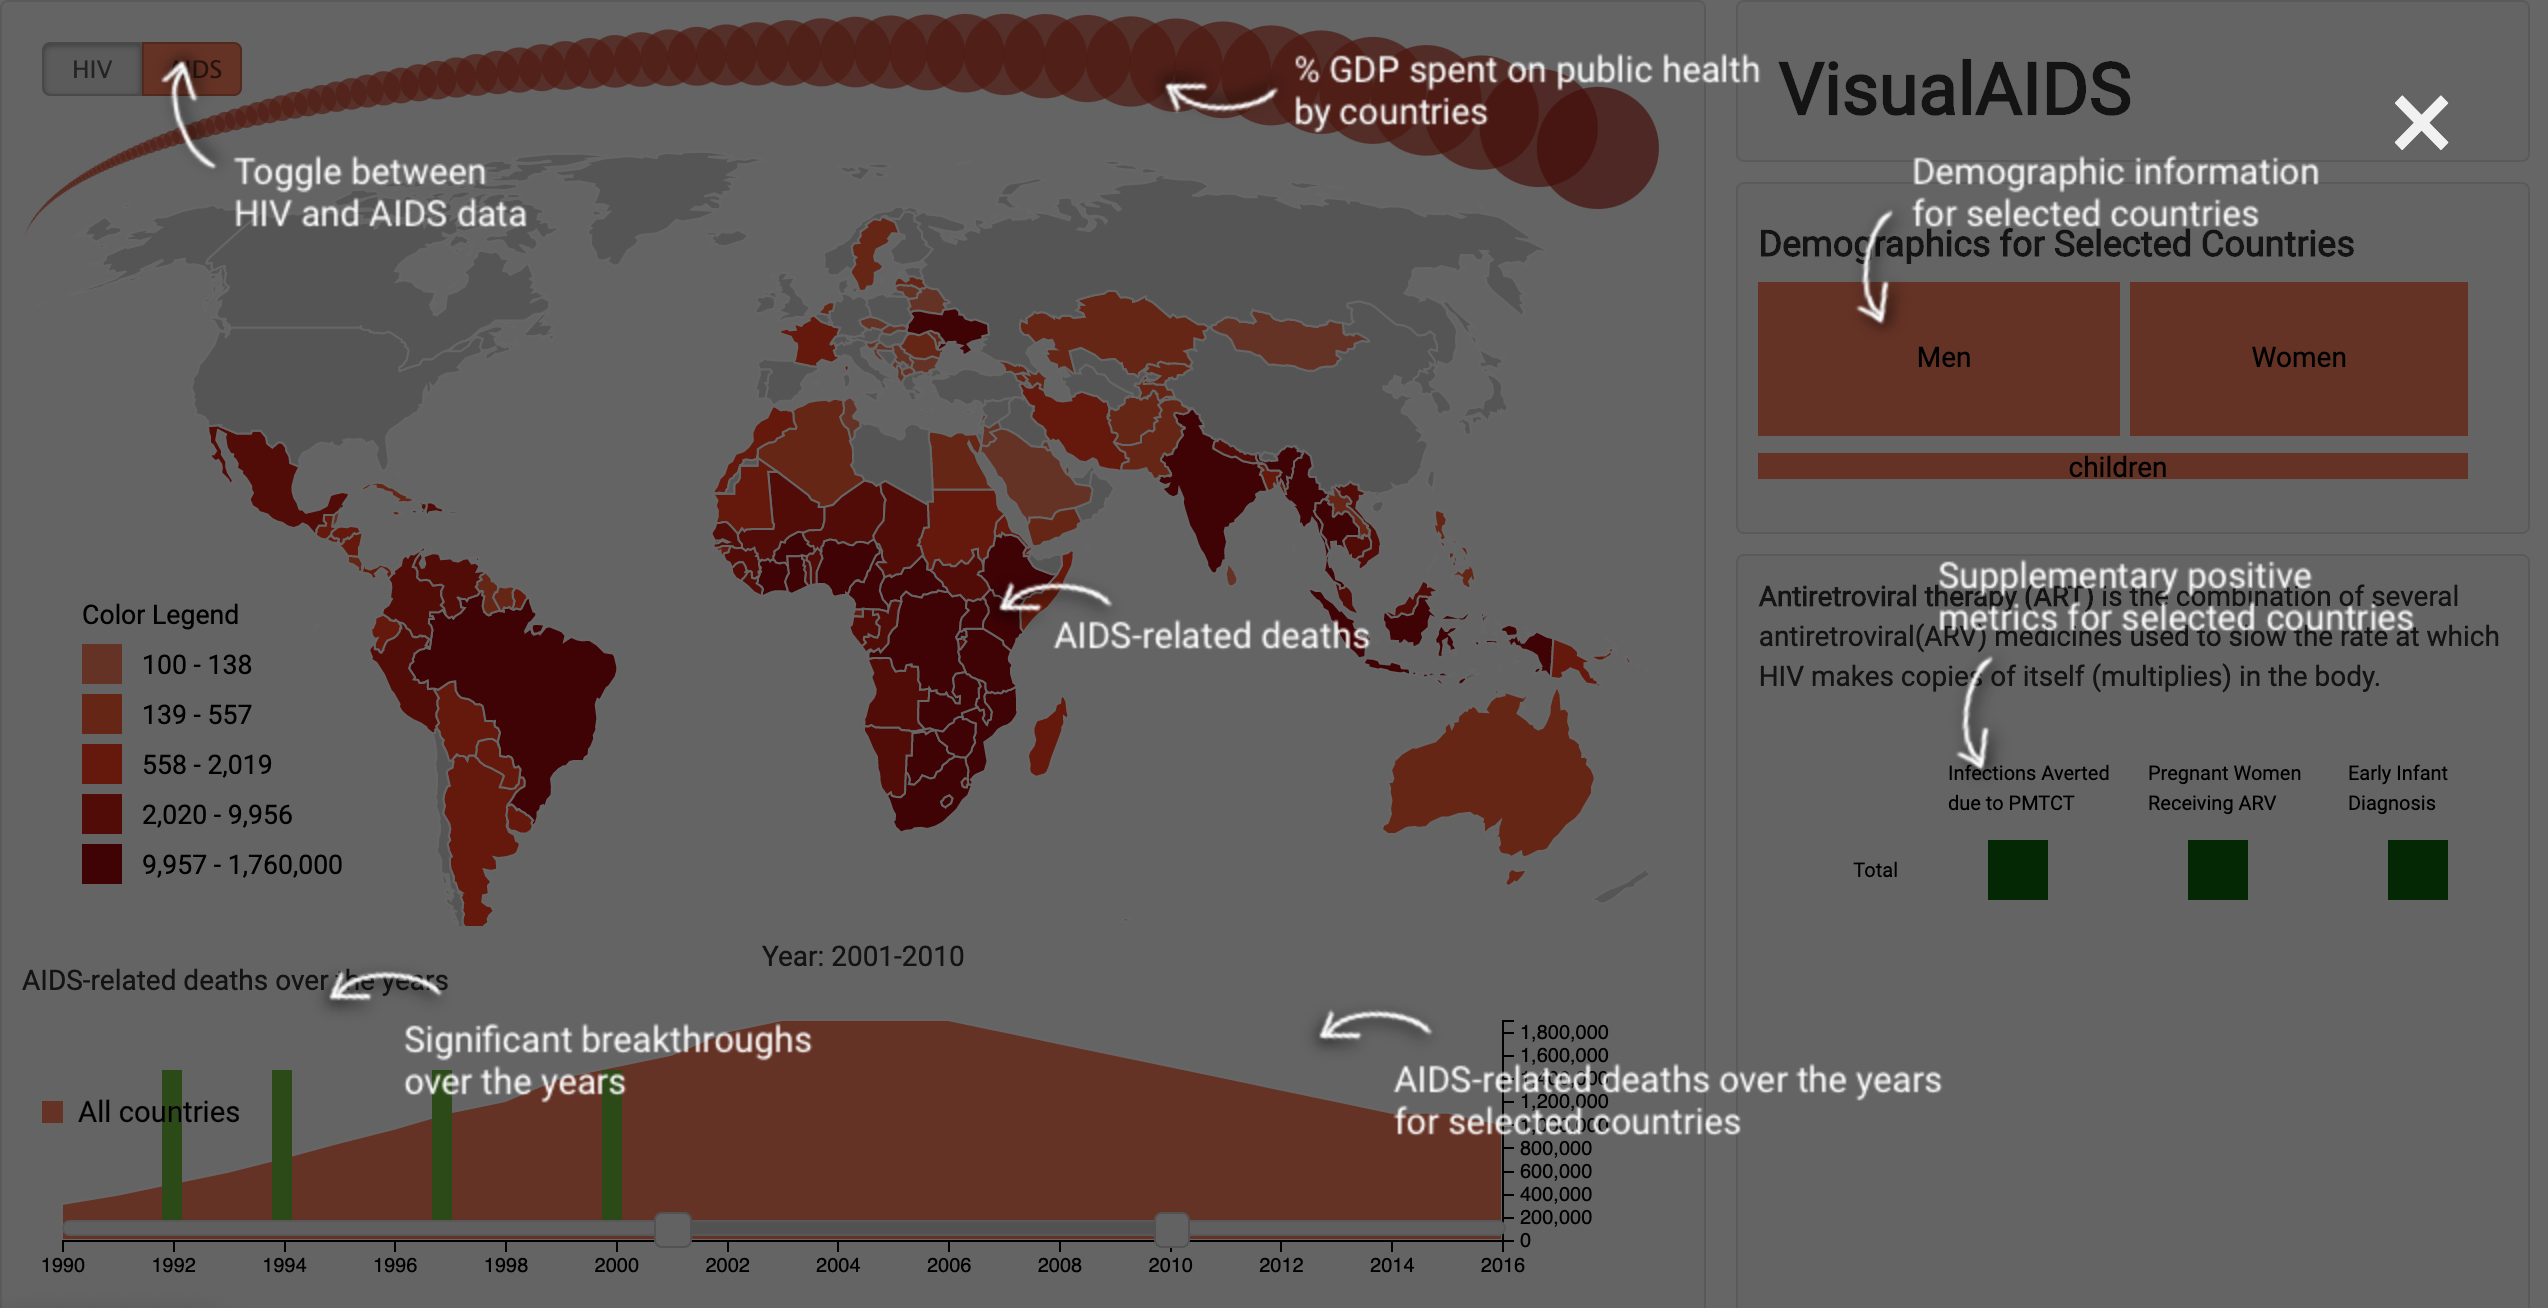 HIV
AIDS
Toggle between
HIV and AIDS data
% GDP spent on public health
by countries
VisualAIDS
Demographic information
for selected countries
Demographics for Selected Countries
Men
Women
children
Supplementary positive
metrics for selected countries
Antiretroviral therapy (ART) is the combination of several
antiretroviral(ARV) medicines used to slow the rate at which
HIV makes copies of itself (multiplies) in the body.
Infections Averted
due to PMTCT
Pregnant Women
Receiving ARV
Early Infant
Diagnosis
Total
AIDS-related deaths
Color Legend
100 - 138
139 - 557
558 - 2,019
2,020 - 9,956
9,957 - 1,760,000
Year: 2001-2010
AIDS-related deaths over the years
Significant breakthroughs
over the years
All countries
AIDS-related deaths over the years
for selected countries
1,800,000
1,600,000
1,400,000
1,200,000
1,000,000
800,000
600,000
400,000
200,000
0
1990
1992
1994
1996
1998
2000
2002
2004
2006
2008
2010
2012
2014
2016